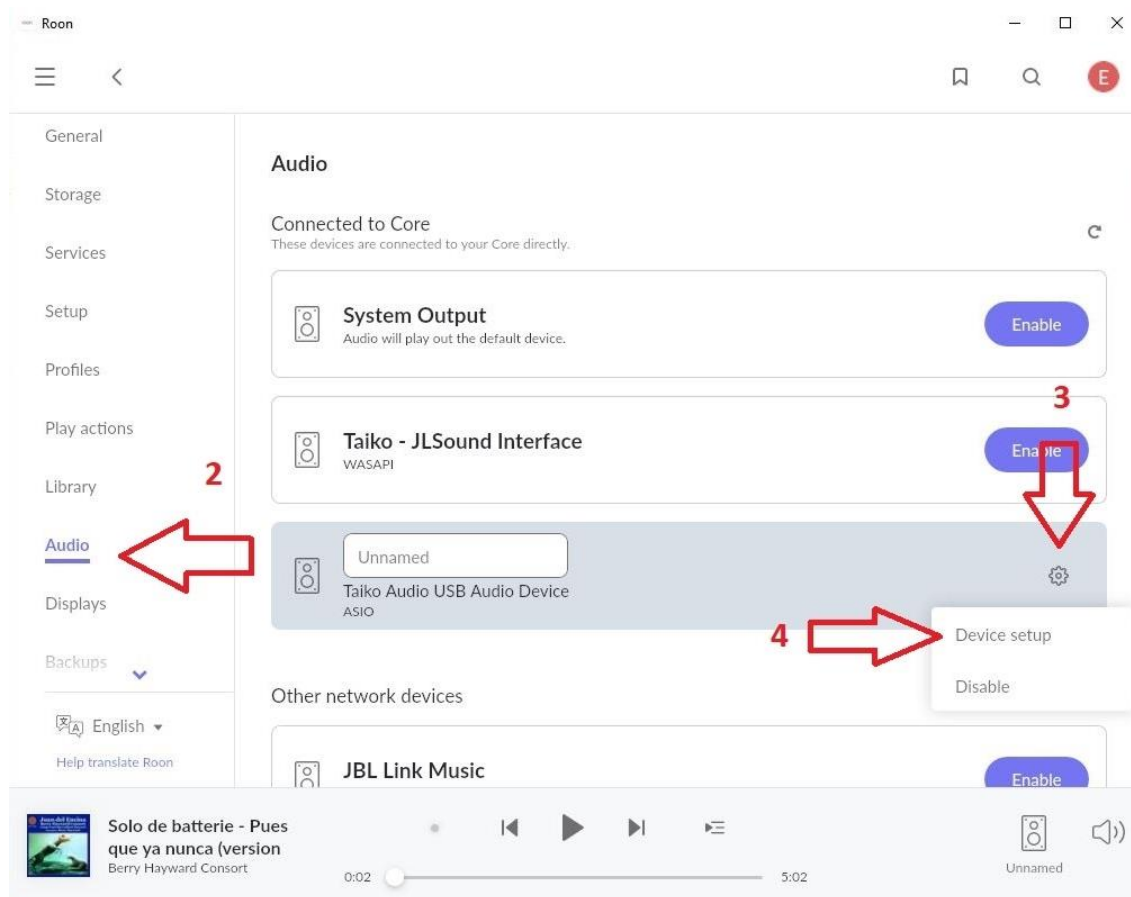 Roon
E
General
Storage
Services
Setup
Profiles
Play actions
Library
2
Audio
Displays
Backups
English
Help translate Roon
Audio
Connected to Core
These devices are connected to your Core directly.
System Output
Audio will play out the default device.
Enable
Taiko - JLSound Interface
WASAPI
Enable
3
Unnamed
Taiko Audio USB Audio Device
ASIO
4
Device setup
Disable
Other network devices
JBL Link Music
Enable
Solo de batterie - Pues
que ya nunca (version
Berry Hayward Consort
0:02
5:02
Unnamed